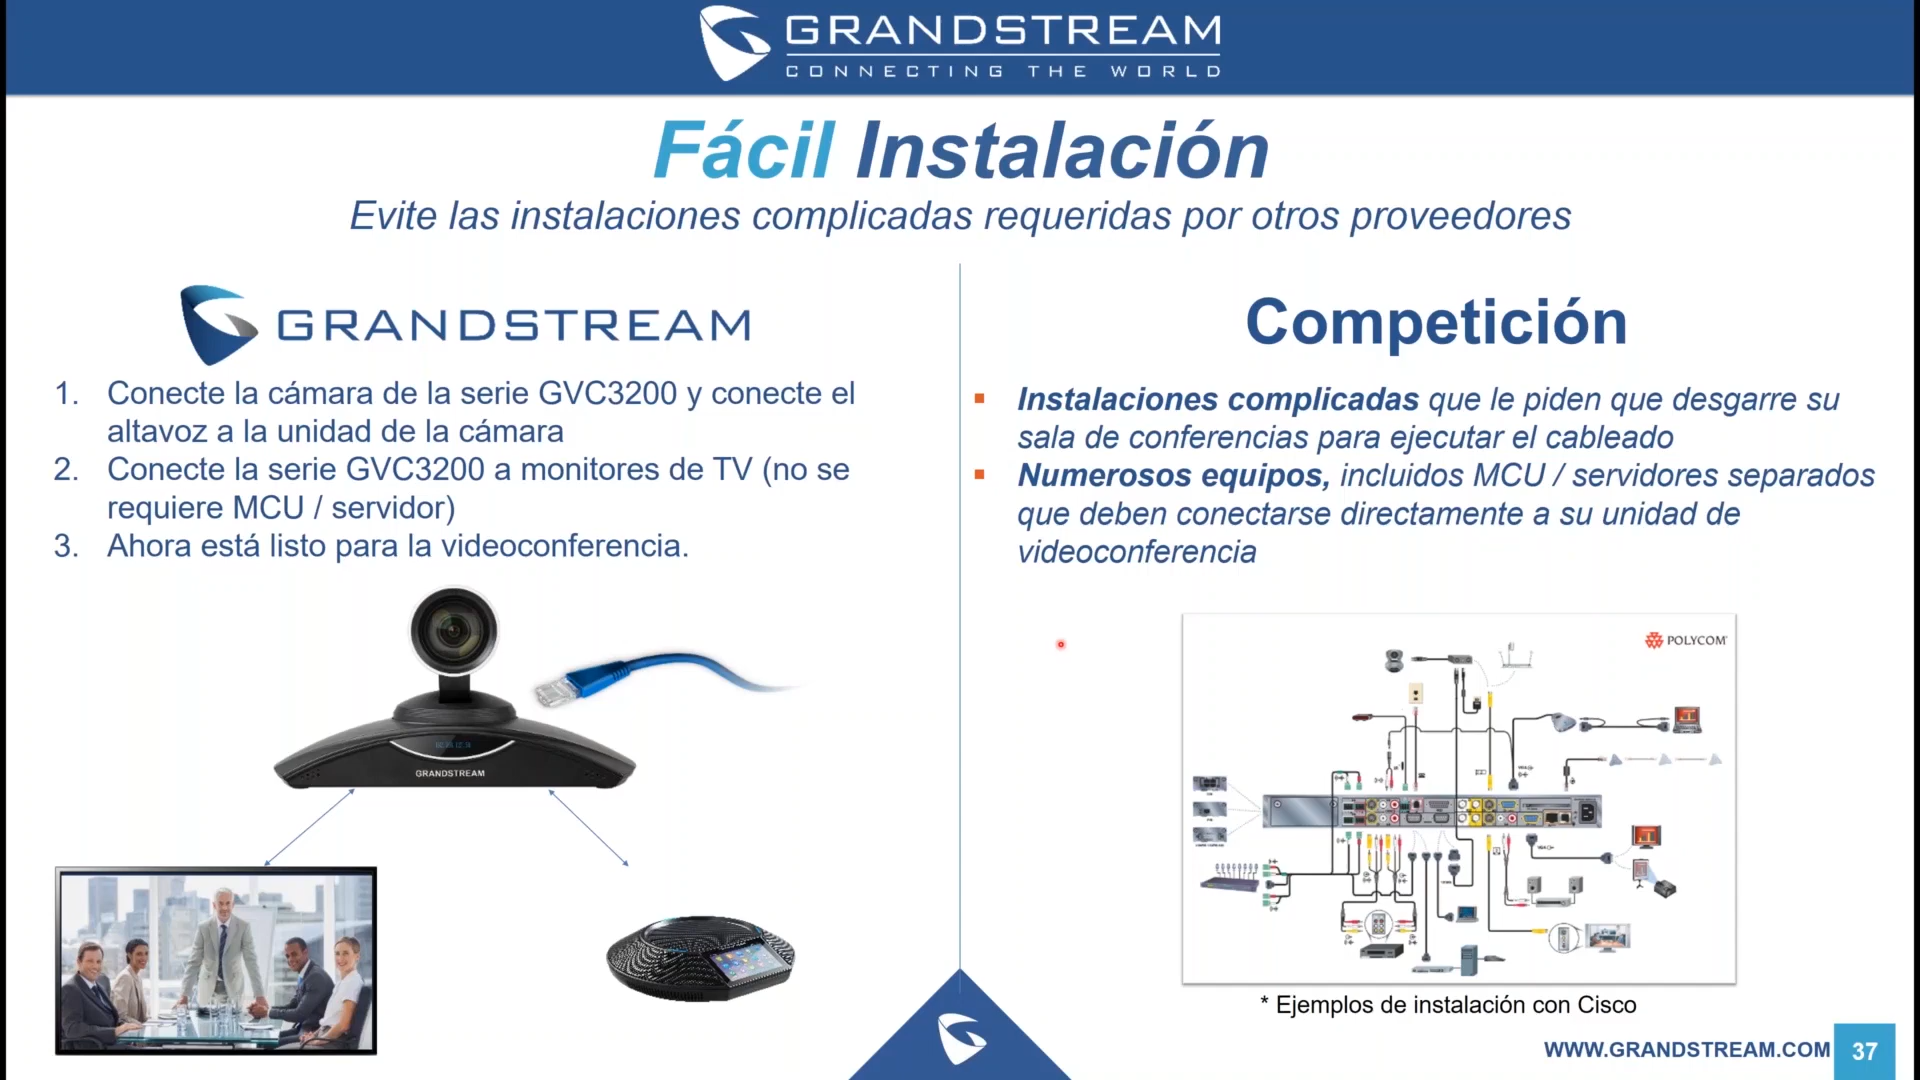 GRANDSTREAM
CONNECTING THE WORLD
Fácil Instalación
Evite las instalaciones complicadas requeridas por otros proveedores
GRANDSTREAM
1. Conecte la cámara de la serie GVC3200 y conecte el
altavoz a la unidad de la cámara
2. Conecte la serie GVC3200 a monitores de TV (no se
requiere MCU / servidor)
3. Ahora está listo para la videoconferencia.
GRANDSTREAM
Competición
▪ Instalaciones complicadas que le piden que desgarre su
sala de conferencias para ejecutar el cableado
▪ Numerosos equipos, incluidos MCU / servidores separados
que deben conectarse directamente a su unidad de
videoconferencia
POLYCOM
* Ejemplos de instalación con Cisco
WWW.GRANDSTREAM.COM 37